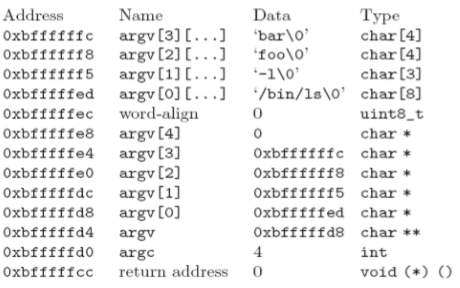 Address Name Data Type
0xbffffffc argv[3][...] ‘bar\0’ char[4]
0xbffffff8 argv[2][...] ‘foo\0’ char[4]
0xbffffff5 argv[1][...] ‘-l\0’ char[3]
0xbfffffed argv[0][...] ‘/bin/ls\0’ char[8]
0xbfffffec word-align 0 uint8_t
0xbfffffe8 argv[4] 0 char *
0xbfffffe4 argv[3] 0xbffffffc char *
0xbfffffe0 argv[2] 0xbffffff8 char *
0xbfffffdc argv[1] 0xbffffff5 char *
0xbfffffd8 argv[0] 0xbfffffed char *
0xbfffffd4 argv 0xbfffffd8 char **
0xbfffffd0 argc 4 int
0xbfffffcc return address 0 void (*) ()